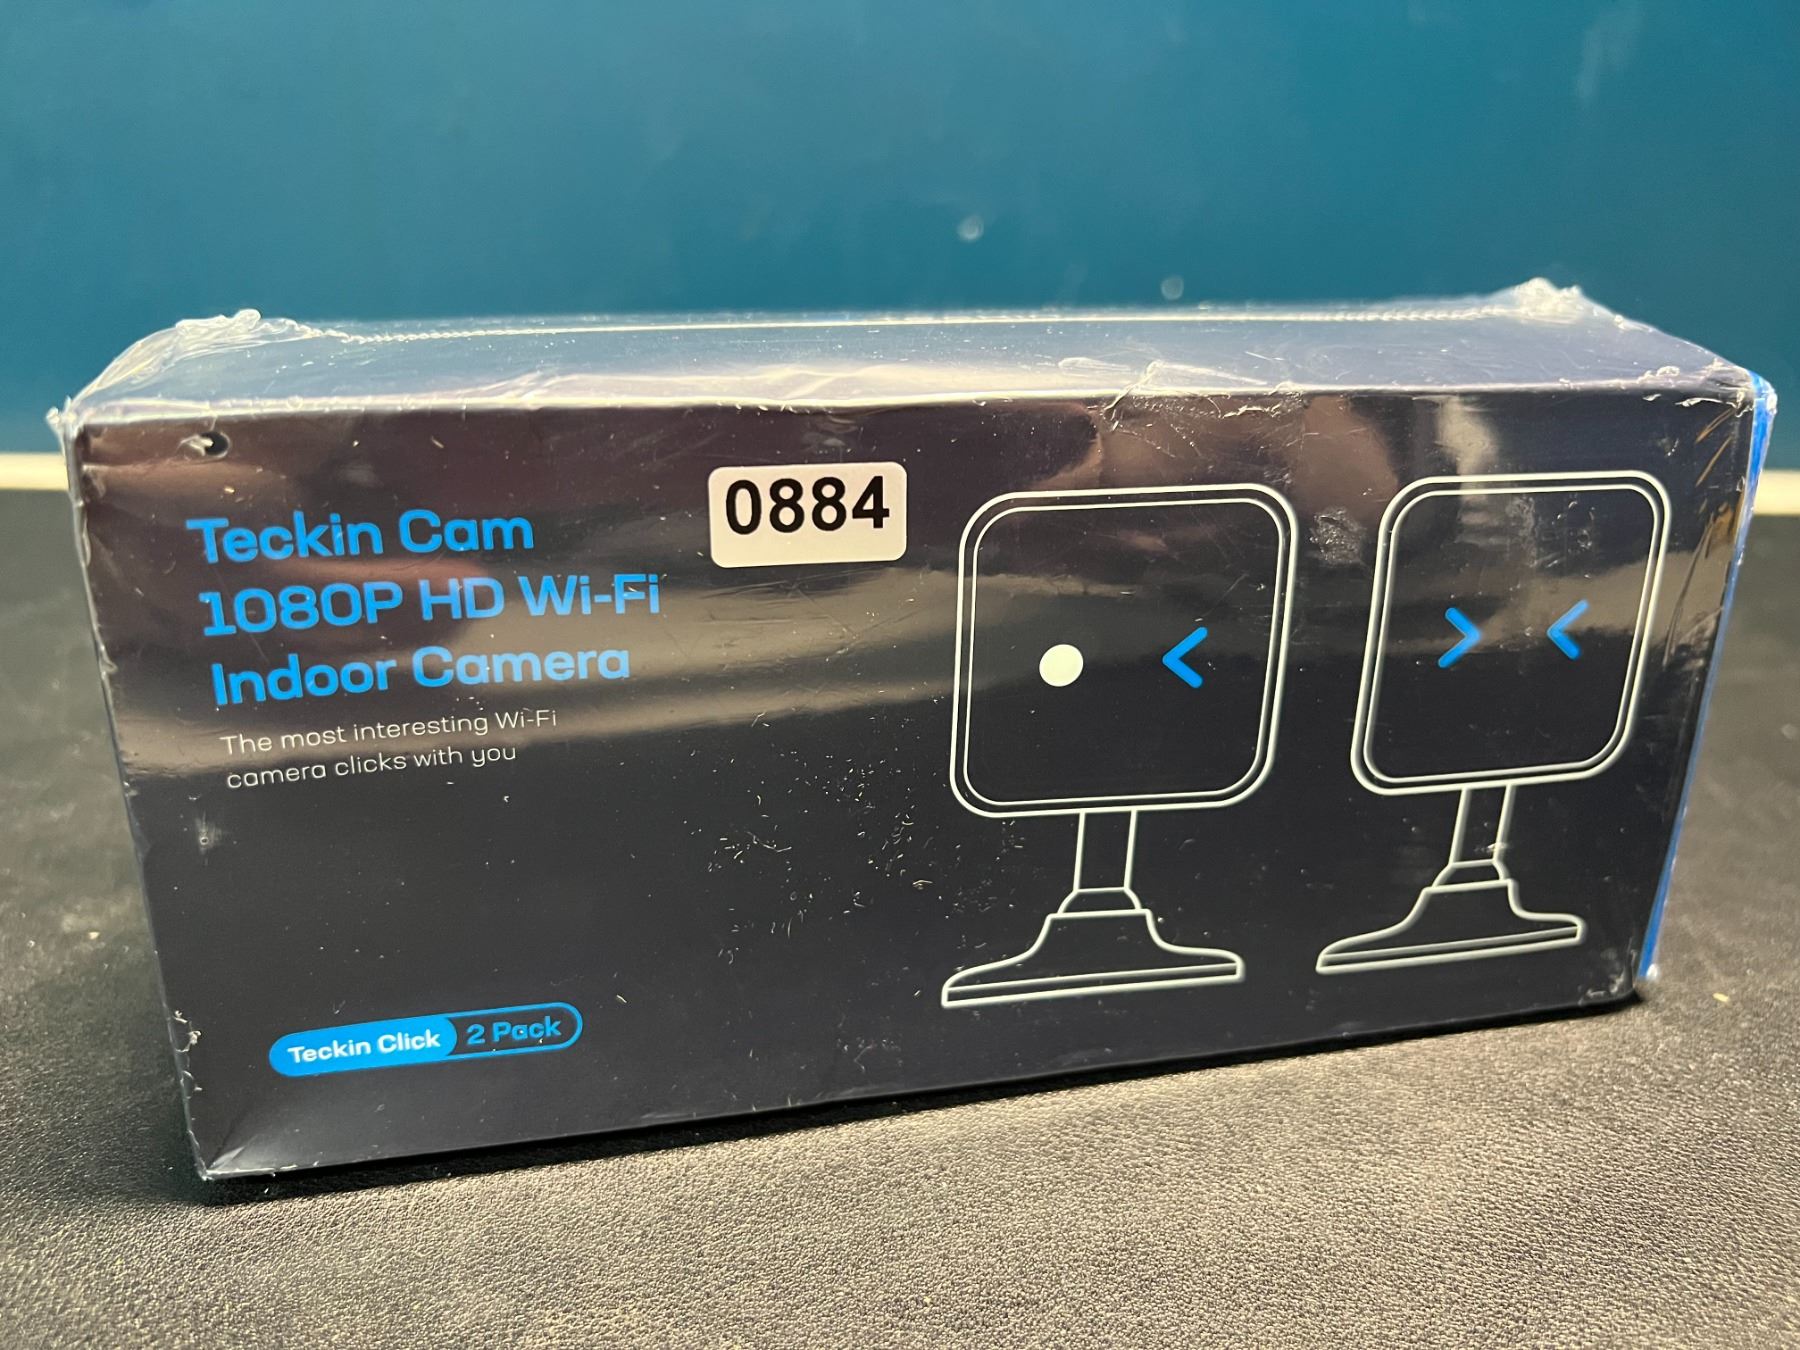 Teckin Cam
1080P HD Wi-Fi
Indoor Camera
The most interesting Wi-Fi
camera clicks with you
0884
Teckin Click 2 Pack